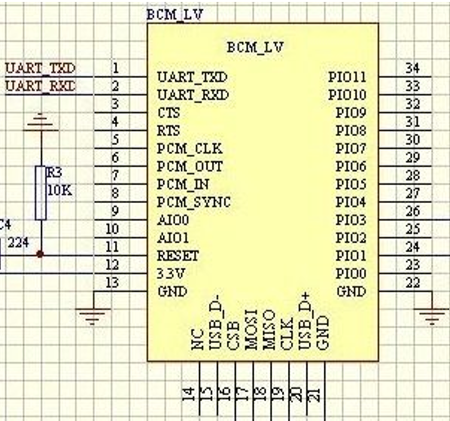 BCM_LV
BCM_LV
UART_TXD 1 UART_TXD PIO11 34
UART_RXD 2 UART_RXD PIO10 33
3 CTS PIO9 32
4 RTS PIO8 31
5 PCM_CLK PIO7 30
6 PCM_OUT PIO6 29
R3 7 PCM_IN PIO5 28
10K 8 PCM_SYNC PIO4 27
9 AIO0 PIO3 26
C4 10 AIO1 PIO2 25
224 11 RESET PIO1 24
12 3.3V PIO0 23
13 GND GND 22
NC USB_D- CSB MOSI MISO CLK USB_D+ GND
14 15 16 17 18 19 20 21